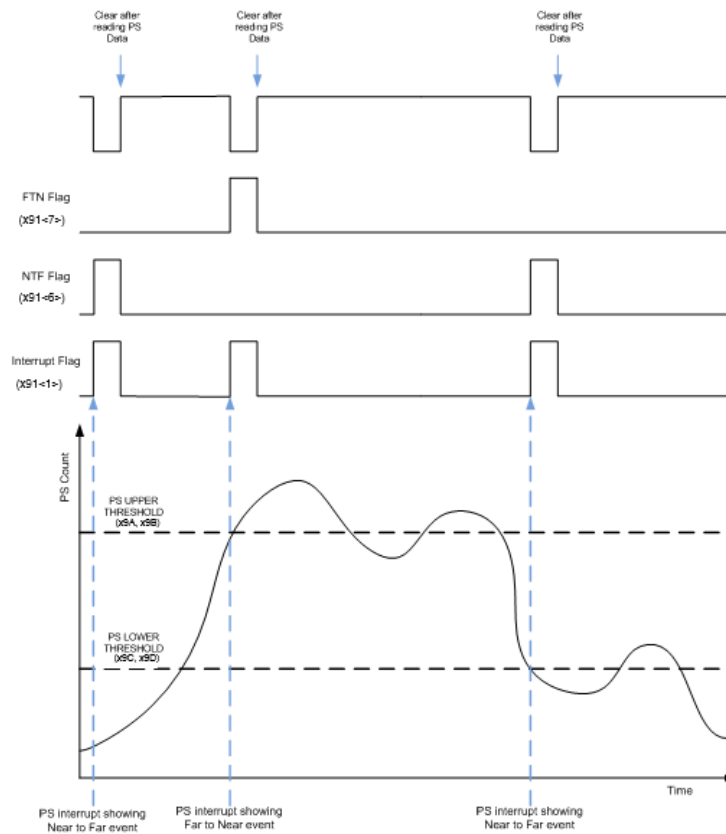 Clear after
reading PS
Data
Clear after
reading PS
Data
Clear after
reading PS
Data
FTN Flag
(x91<7>)
NTF Flag
(x91<6>)
Interrupt Flag
(x91<1>)
PS Count
PS UPPER
THRESHOLD
(x9A, x9B)
PS LOWER
THRESHOLD
(x9C, x9D)
Time
PS interrupt showing
Near to Far event
PS interrupt showing
Far to Near event
PS interrupt showing
Near to Far event